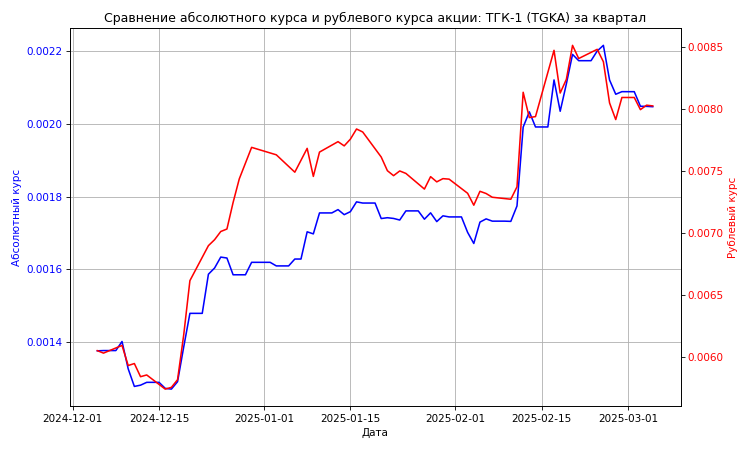 Сравнение абсолютного курса и рублевого курса акции: ТГК-1 (TGKA) за квартал
Абсолютный курс
0.0022
0.0020
0.0018
0.0016
0.0014
Рублевый курс
0.0085
0.0080
0.0075
0.0070
0.0065
0.0060
2024-12-01 2024-12-15 2025-01-01 2025-01-15 2025-02-01 2025-02-15 2025-03-01
Дата